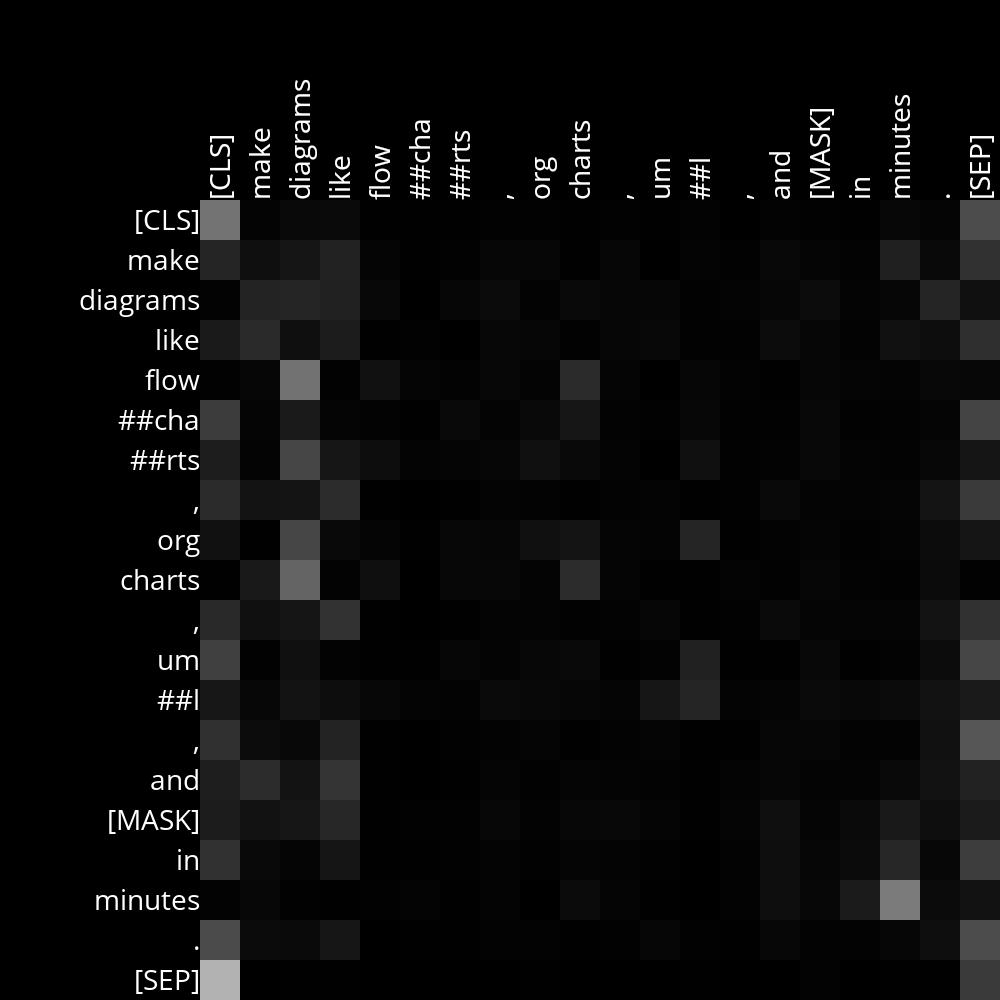 [CLS] make diagrams like flow ##cha ##rts , org charts , um ##l , and [MASK] in minutes . [SEP]
[CLS]
make
diagrams
like
flow
##cha
##rts
,
org
charts
,
um
##l
,
and
[MASK]
in
minutes
.
[SEP]